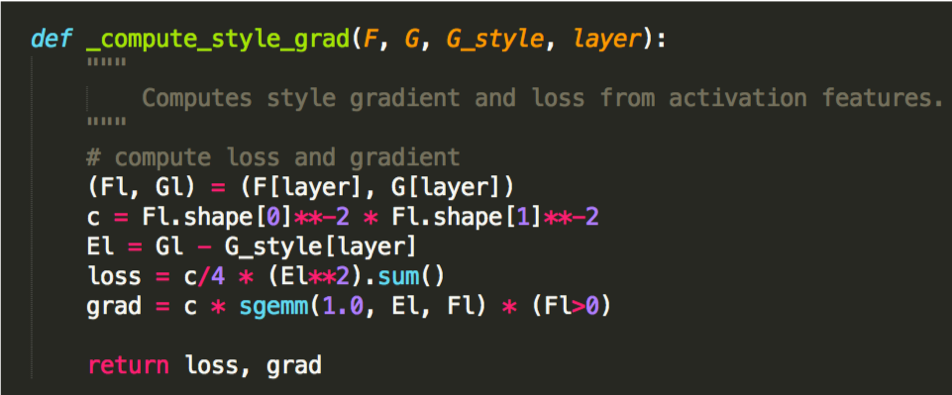 def _compute_style_grad(F, G, G_style, layer):
    """
        Computes style gradient and loss from activation features.
    """
    # compute loss and gradient
    (Fl, Gl) = (F[layer], G[layer])
    c = Fl.shape[0]**-2 * Fl.shape[1]**-2
    El = Gl - G_style[layer]
    loss = c/4 * (El**2).sum()
    grad = c * sgemm(1.0, El, Fl) * (Fl>0)
    return loss, grad